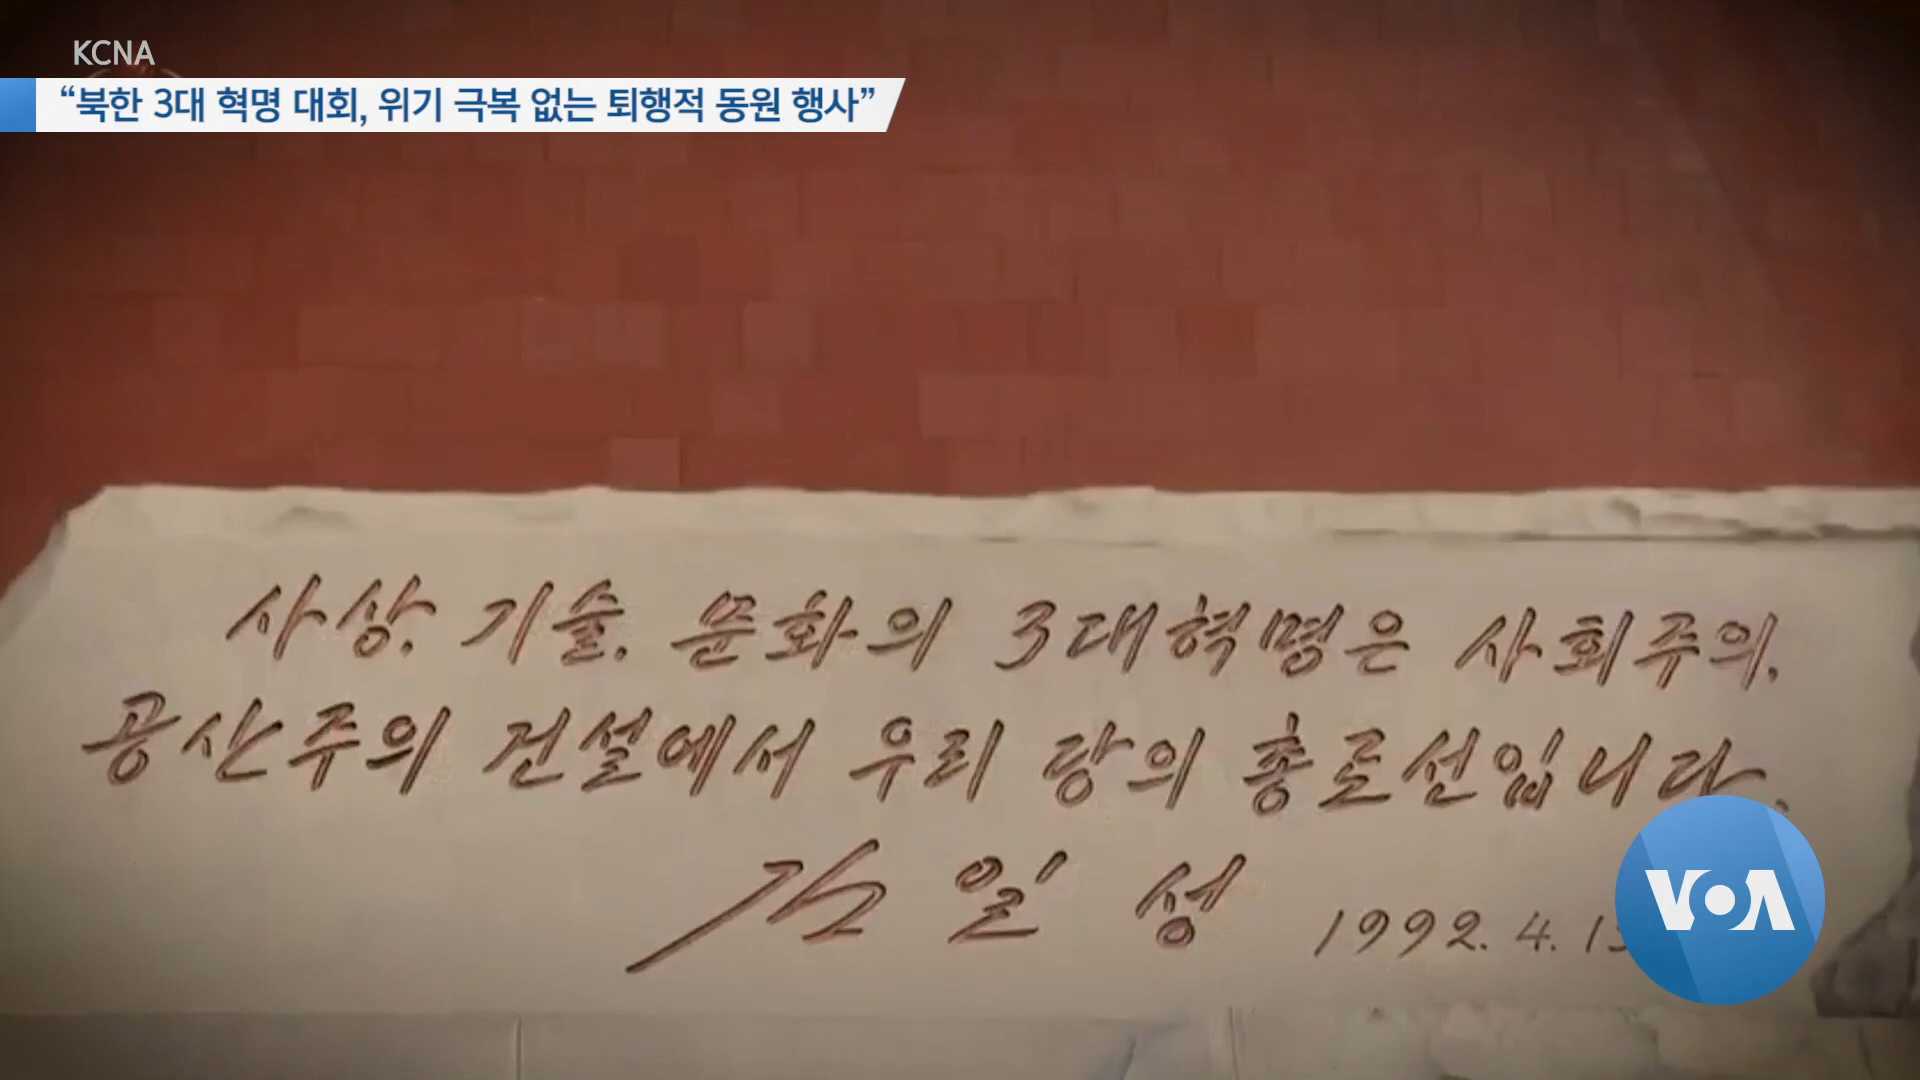 KCNA
“북한 3대 혁명 대회, 위기 극복 없는 퇴행적 동원 행사”
사상, 기술, 문화의 3대혁명은 사회주의,
공산주의 건설에서 우리 당의 총로선입니다.
김일성 1992. 4.
VOA